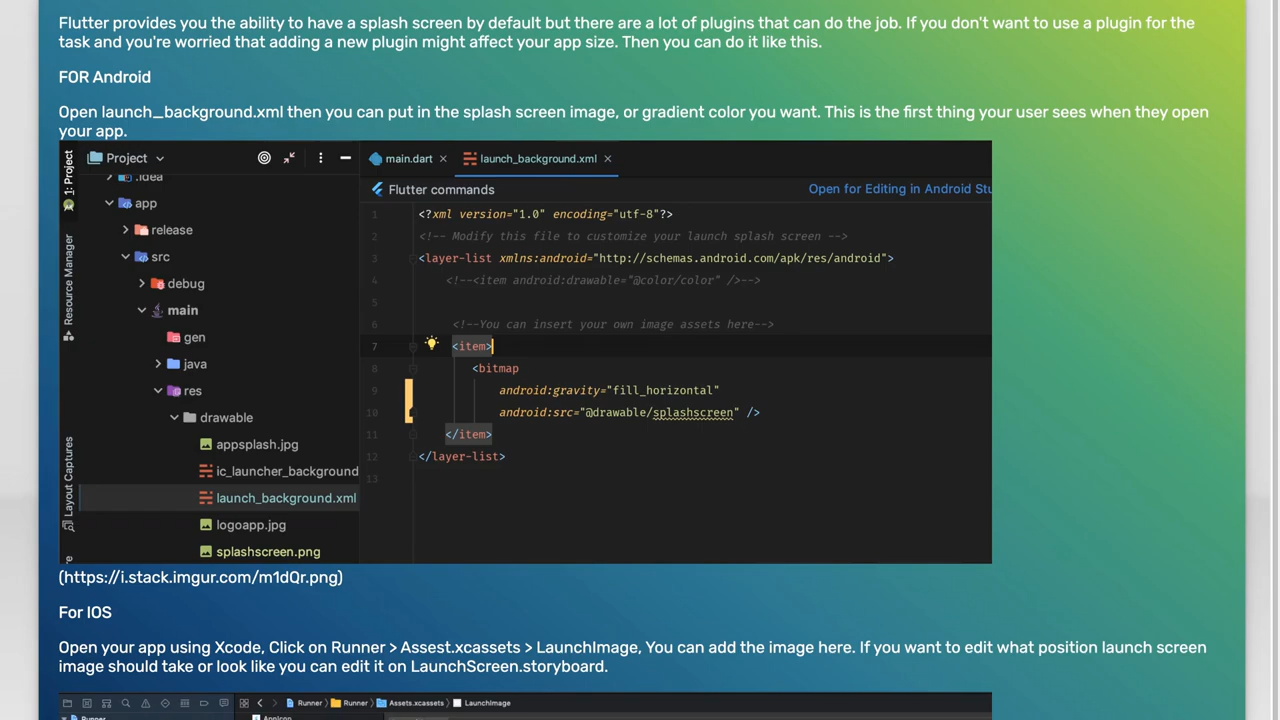 Flutter provides you the ability to have a splash screen by default but there are a lot of plugins that can do the job. If you don't want to use a plugin for the
task and you're worried that adding a new plugin might affect your app size. Then you can do it like this.
FOR Android
Open launch_background.xml then you can put in the splash screen image, or gradient color you want. This is the first thing your user sees when they open
your app.
1: Project
Resource Manager
Layout Captures
Project
.idea
app
release
src
debug
main
gen
java
res
drawable
appsplash.jpg
ic_launcher_background
launch_background.xml
logoapp.jpg
splashscreen.png
main.dart
launch_background.xml
Flutter commands
Open for Editing in Android Stu
1 <?xml version="1.0" encoding="utf-8"?>
2 <!-- Modify this file to customize your launch splash screen -->
3 <layer-list xmlns:android="http://schemas.android.com/apk/res/android">
4 <!--<item android:drawable="@color/color" />-->
5
6 <!--You can insert your own image assets here-->
7 <item>
8 <bitmap
9 android:gravity="fill_horizontal"
10 android:src="@drawable/splashscreen" />
11 </item>
12 </layer-list>
13
(https://i.stack.imgur.com/m1dQr.png)
For IOS
Open your app using Xcode, Click on Runner > Assest.xcassets > LaunchImage, You can add the image here. If you want to edit what position launch screen
image should take or look like you can edit it on LaunchScreen.storyboard.
Runner Runner Assets.xcassets LaunchImage
Runner
AppIcon